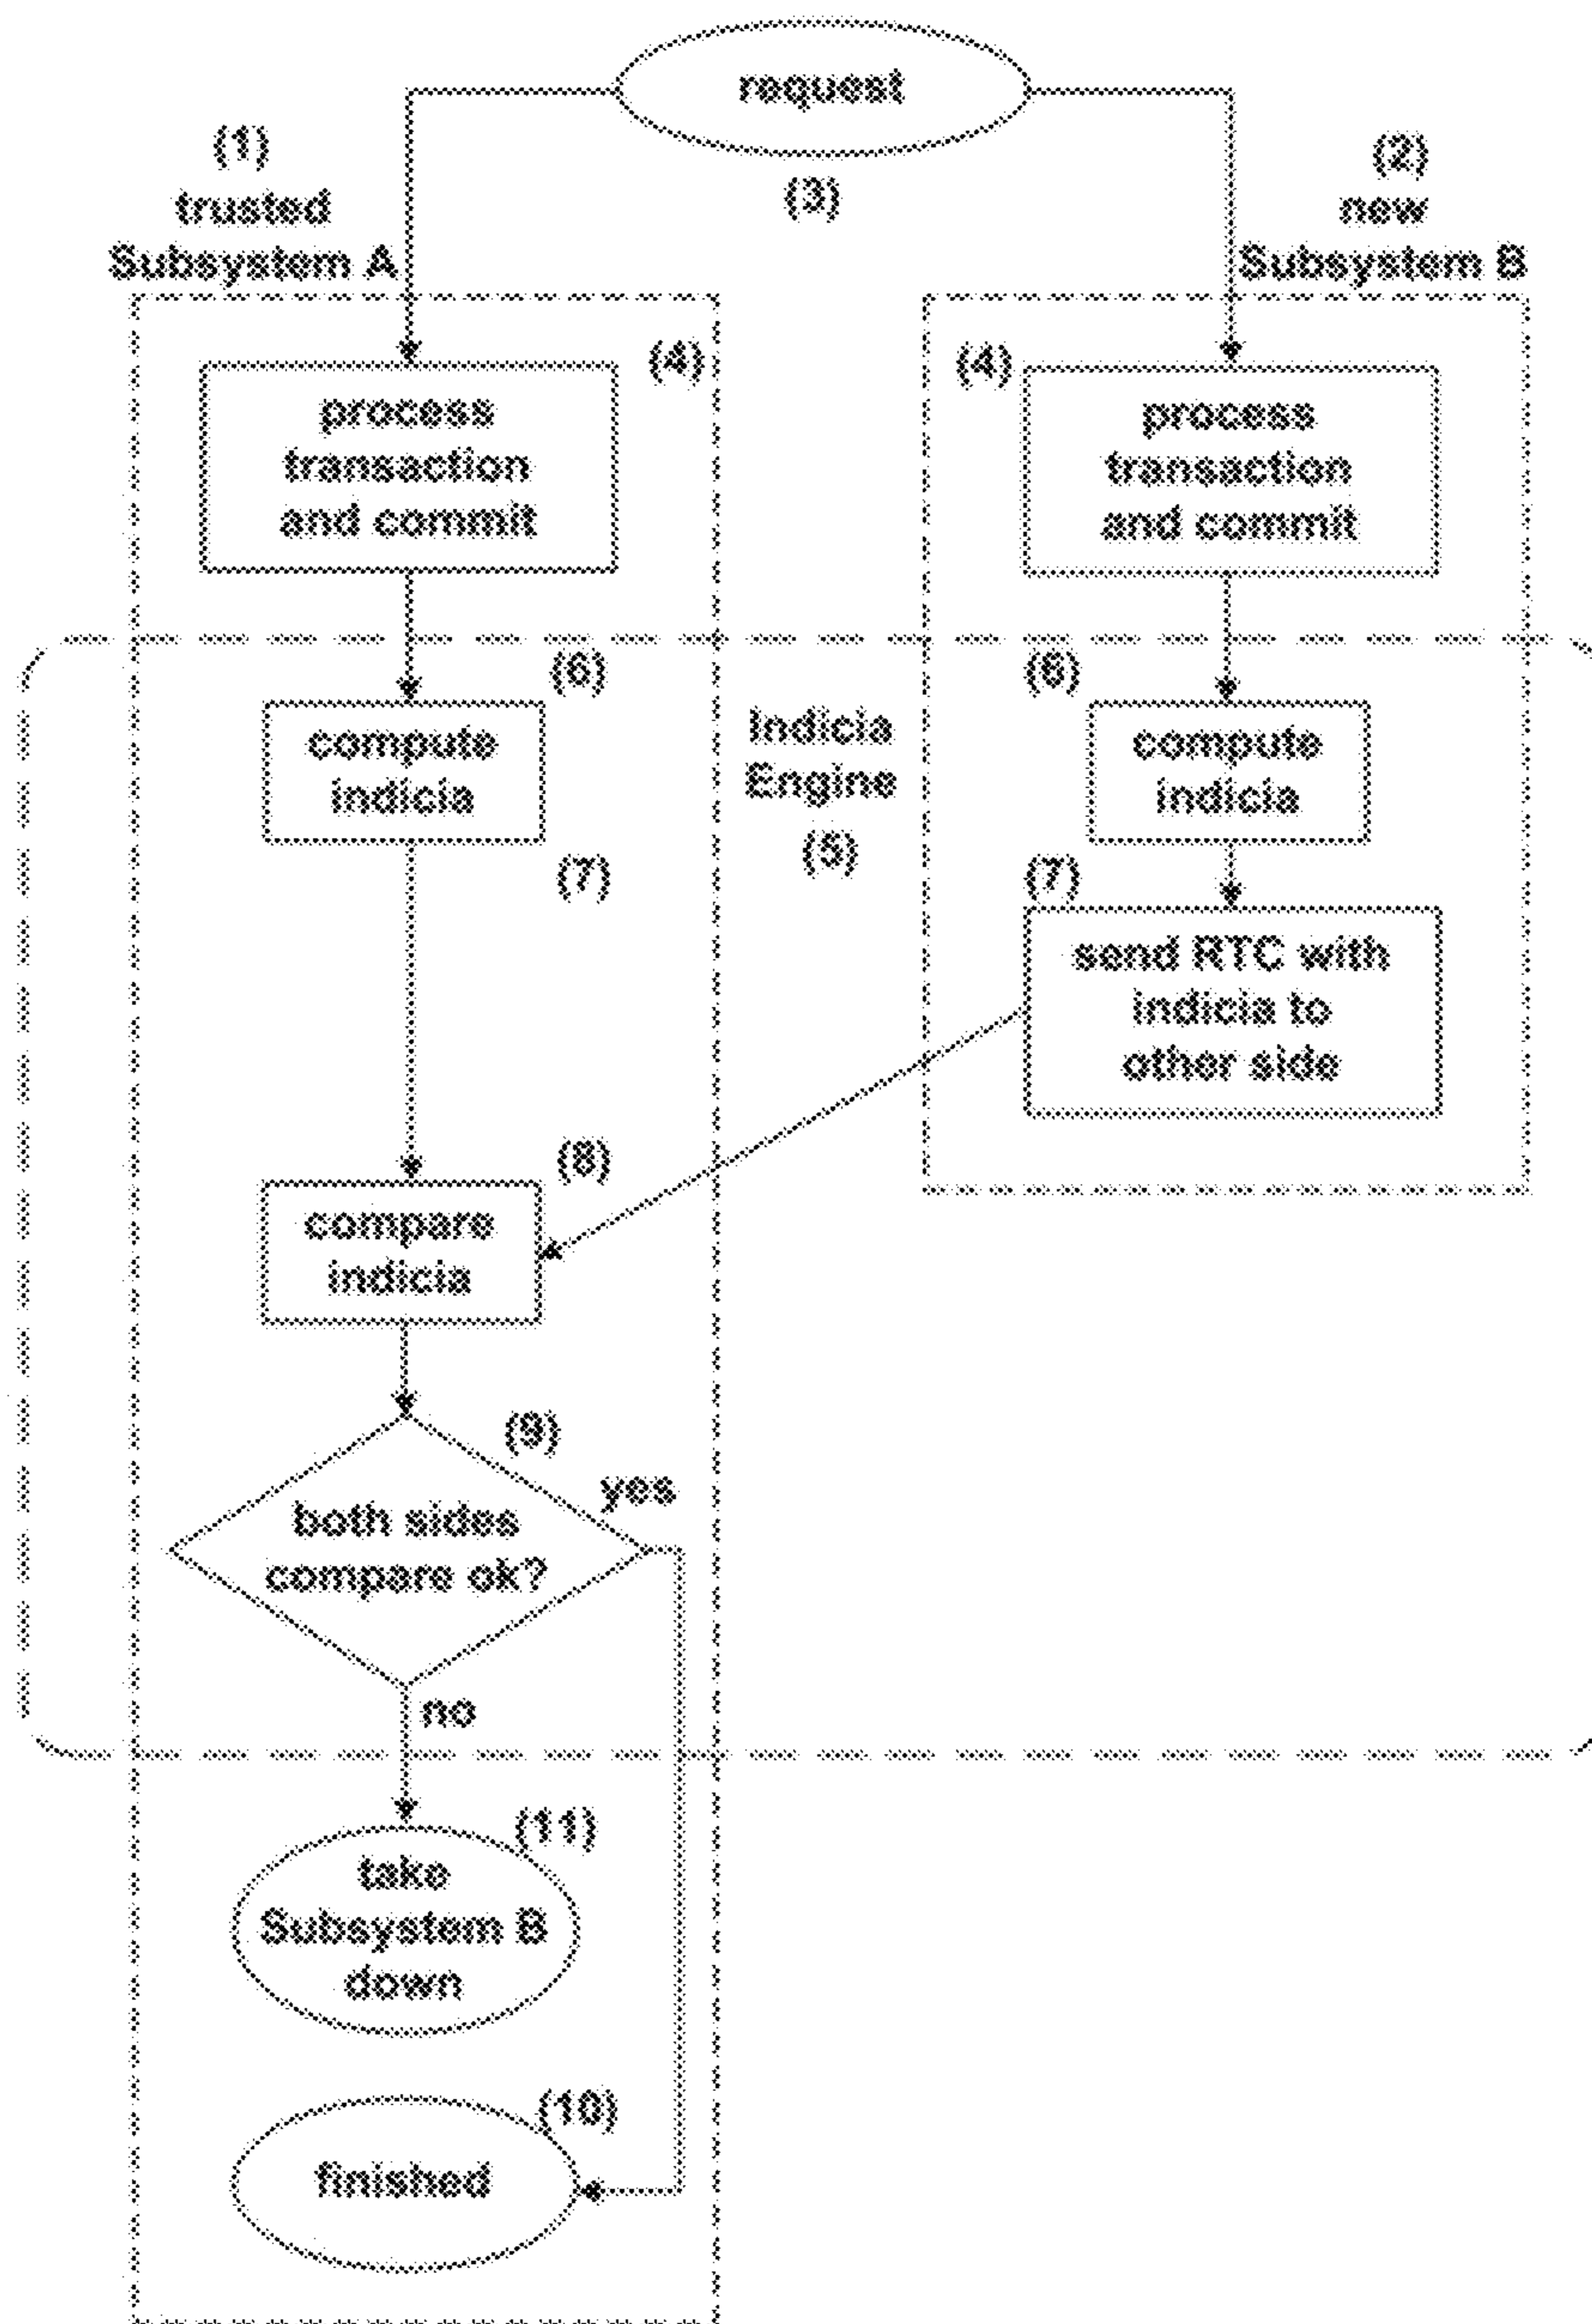 request
(3)
(1)
trusted
Subsystem A
(2)
new
Subsystem B
(4)
process
transaction
and commit
(4)
process
transaction
and commit
(6)
compute
indicia
Indicia
Engine
(5)
(6)
compute
indicia
(7)
(7)
send RTC with
indicia to
other side
(8)
compare
indicia
(9)
both sides
compare ok?
yes
no
(11)
take
Subsystem B
down
(10)
finished